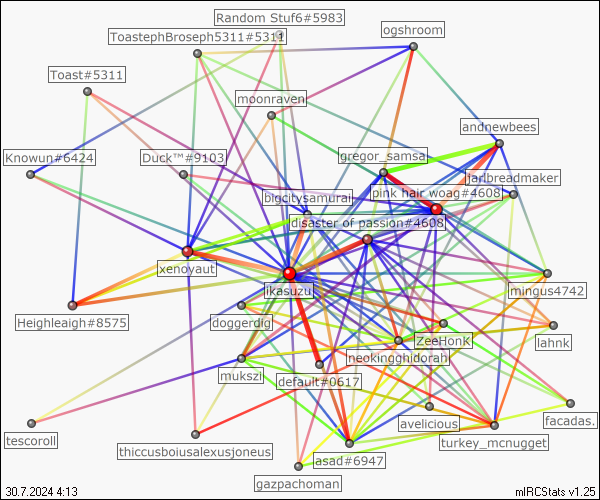 Random Stuf6#5983
ToastephBroseph5311#5311
ogshroom
Toast#5311
moonraven
andnewbees
Knowun#6424
Duck™#9103
gregor_samsa
jarlbreadmaker
pink hair woag#4608
bigcitysamurai
disaster of passion#4608
xenoyaut
ikasuzu
mingus4742
Heighleaigh#8575
doggerdig
ZeeHonK
lahnk
neokingghidorah
mukszi
default#0617
avelicious
facadas.
tescoroll
turkey_mcnugget
thiccusboiusalexusjoneus
asad#6947
gazpachoman
30.7.2024 4:13
mIRCStats v1.25